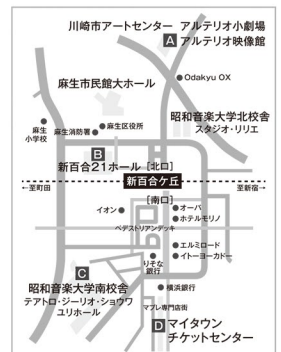 川崎市アートセンター アルテリオ小劇場
A アルテリオ映像館
Odakyu OX
麻生市民館大ホール
昭和音楽大学北校舎
スタジオ・リリエ
麻生
小学校
麻生消防署
麻生区役所
B
新百合21ホール
[北口]
←至町田
新百合ケ丘
至新宿→
[南口]
イオン
オーパ
ホテルモリノ
ペデストリアンデッキ
エルミロード
イトーヨーカドー
りそな
銀行
C
昭和音楽大学南校舎
テアトロ・ジーリオ・ショウワ
ユリホール
横浜銀行
マプレ専門店街
D マイタウン
チケットセンター